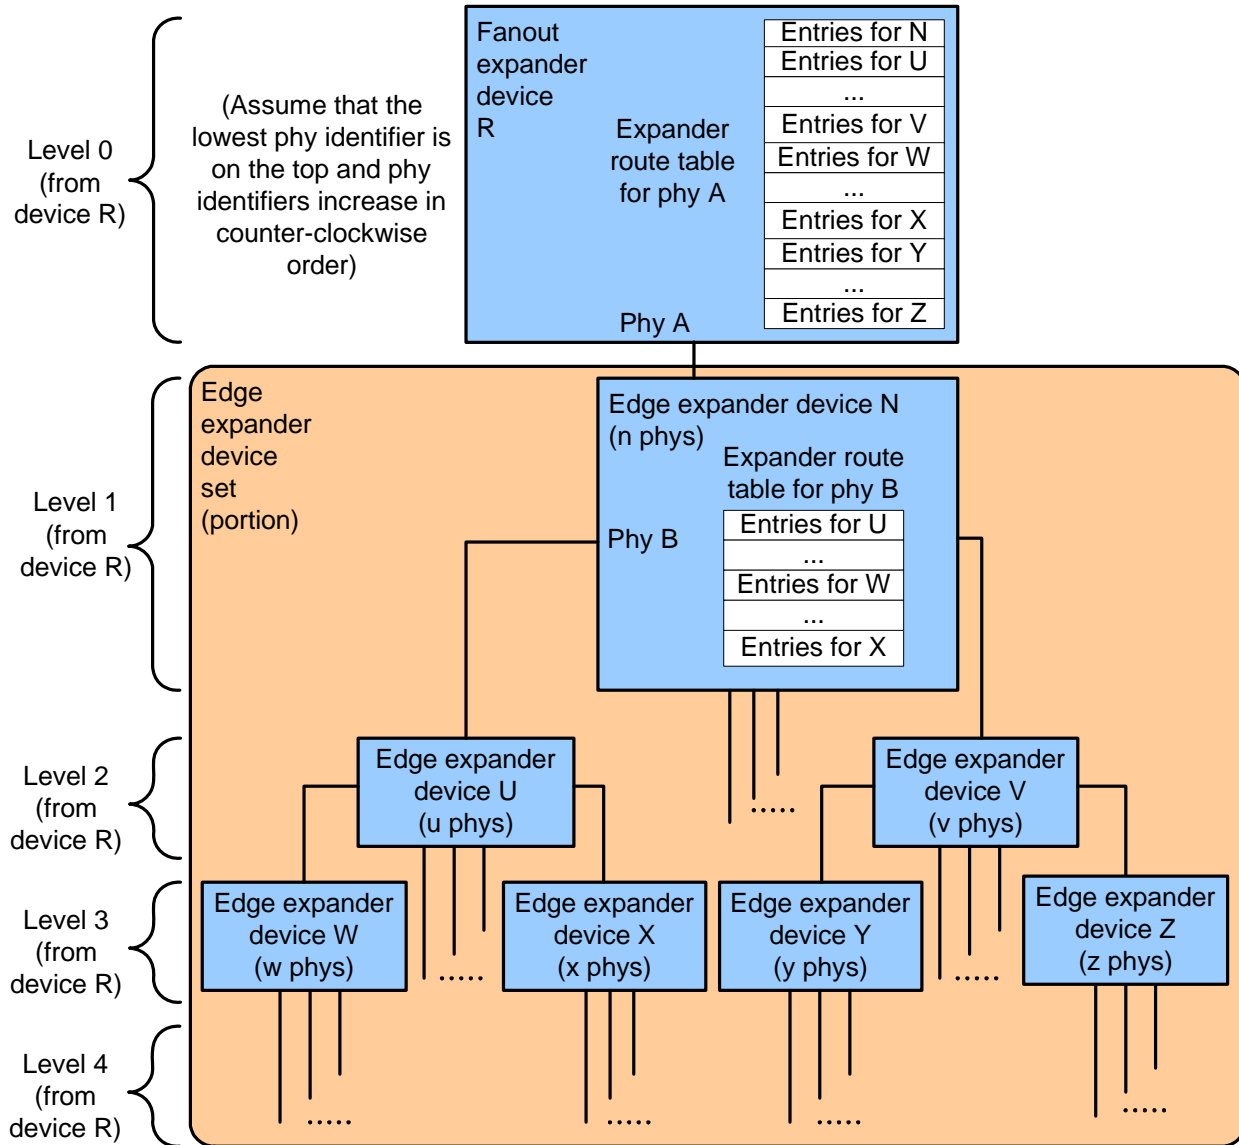 Level 0
(from
device R)
(Assume that the
lowest phy identifier is
on the top and phy
identifiers increase in
counter-clockwise
order)
Fanout
expander
device
R
Expander
route table
for phy A
Entries for N
Entries for U
...
Entries for V
Entries for W
...
Entries for X
Entries for Y
...
Entries for Z
Phy A
Level 1
(from
device R)
Edge
expander
device
set
(portion)
Edge expander device N
(n phys)
Expander route
table for phy B
Phy B
Entries for U
...
Entries for W
...
Entries for X
Level 2
(from
device R)
Edge expander
device U
(u phys)
.....
Edge expander
device V
(v phys)
Level 3
(from
device R)
Edge expander
device W
(w phys)
.....
Edge expander
device X
(x phys)
Edge expander
device Y
(y phys)
.....
Edge expander
device Z
(z phys)
Level 4
(from
device R)
.....
.....
.....
.....